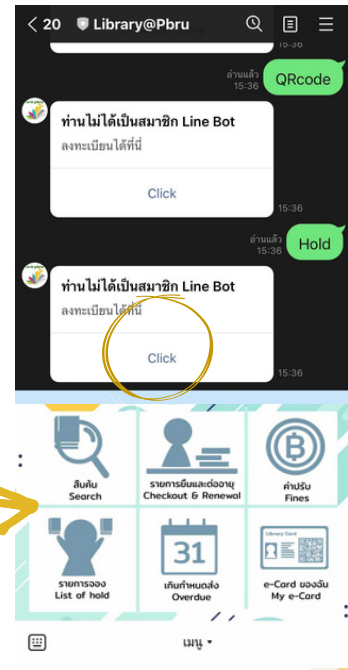 20 Library@Pbru
15:36
อ่านแล้ว
15:36
QRcode
ท่านไม่ได้เป็นสมาชิก Line Bot
ลงทะเบียนได้ที่นี่
Click
15:36
อ่านแล้ว
15:36
Hold
ท่านไม่ได้เป็นสมาชิก Line Bot
ลงทะเบียนได้ที่นี่
Click
15:36
สืบค้น
Search
รายการยืมและต่ออายุ
Checkout & Renewal
ค่าปรับ
Fines
รายการจอง
List of hold
31
เกินกำหนดส่ง
Overdue
Library Card
e-Card ของฉัน
My e-Card
เมนู